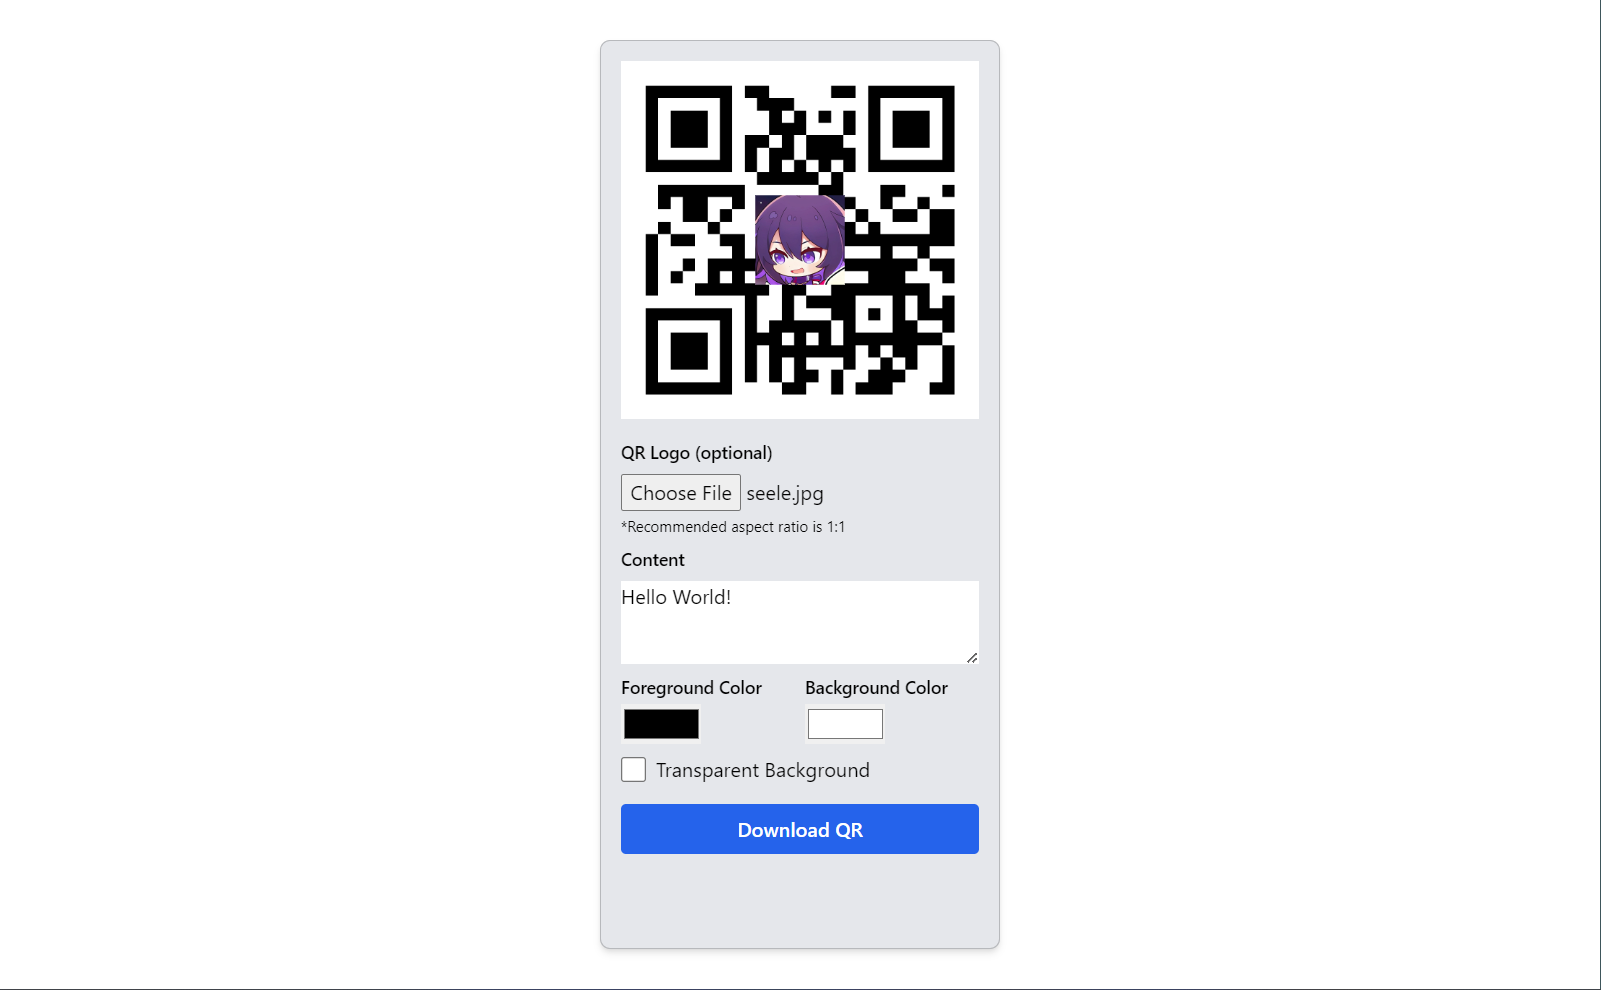 QR Logo (optional)
Choose File seele.jpg
*Recommended aspect ratio is 1:1
Content
Hello World!
Foreground Color Background Color
Transparent Background
Download QR